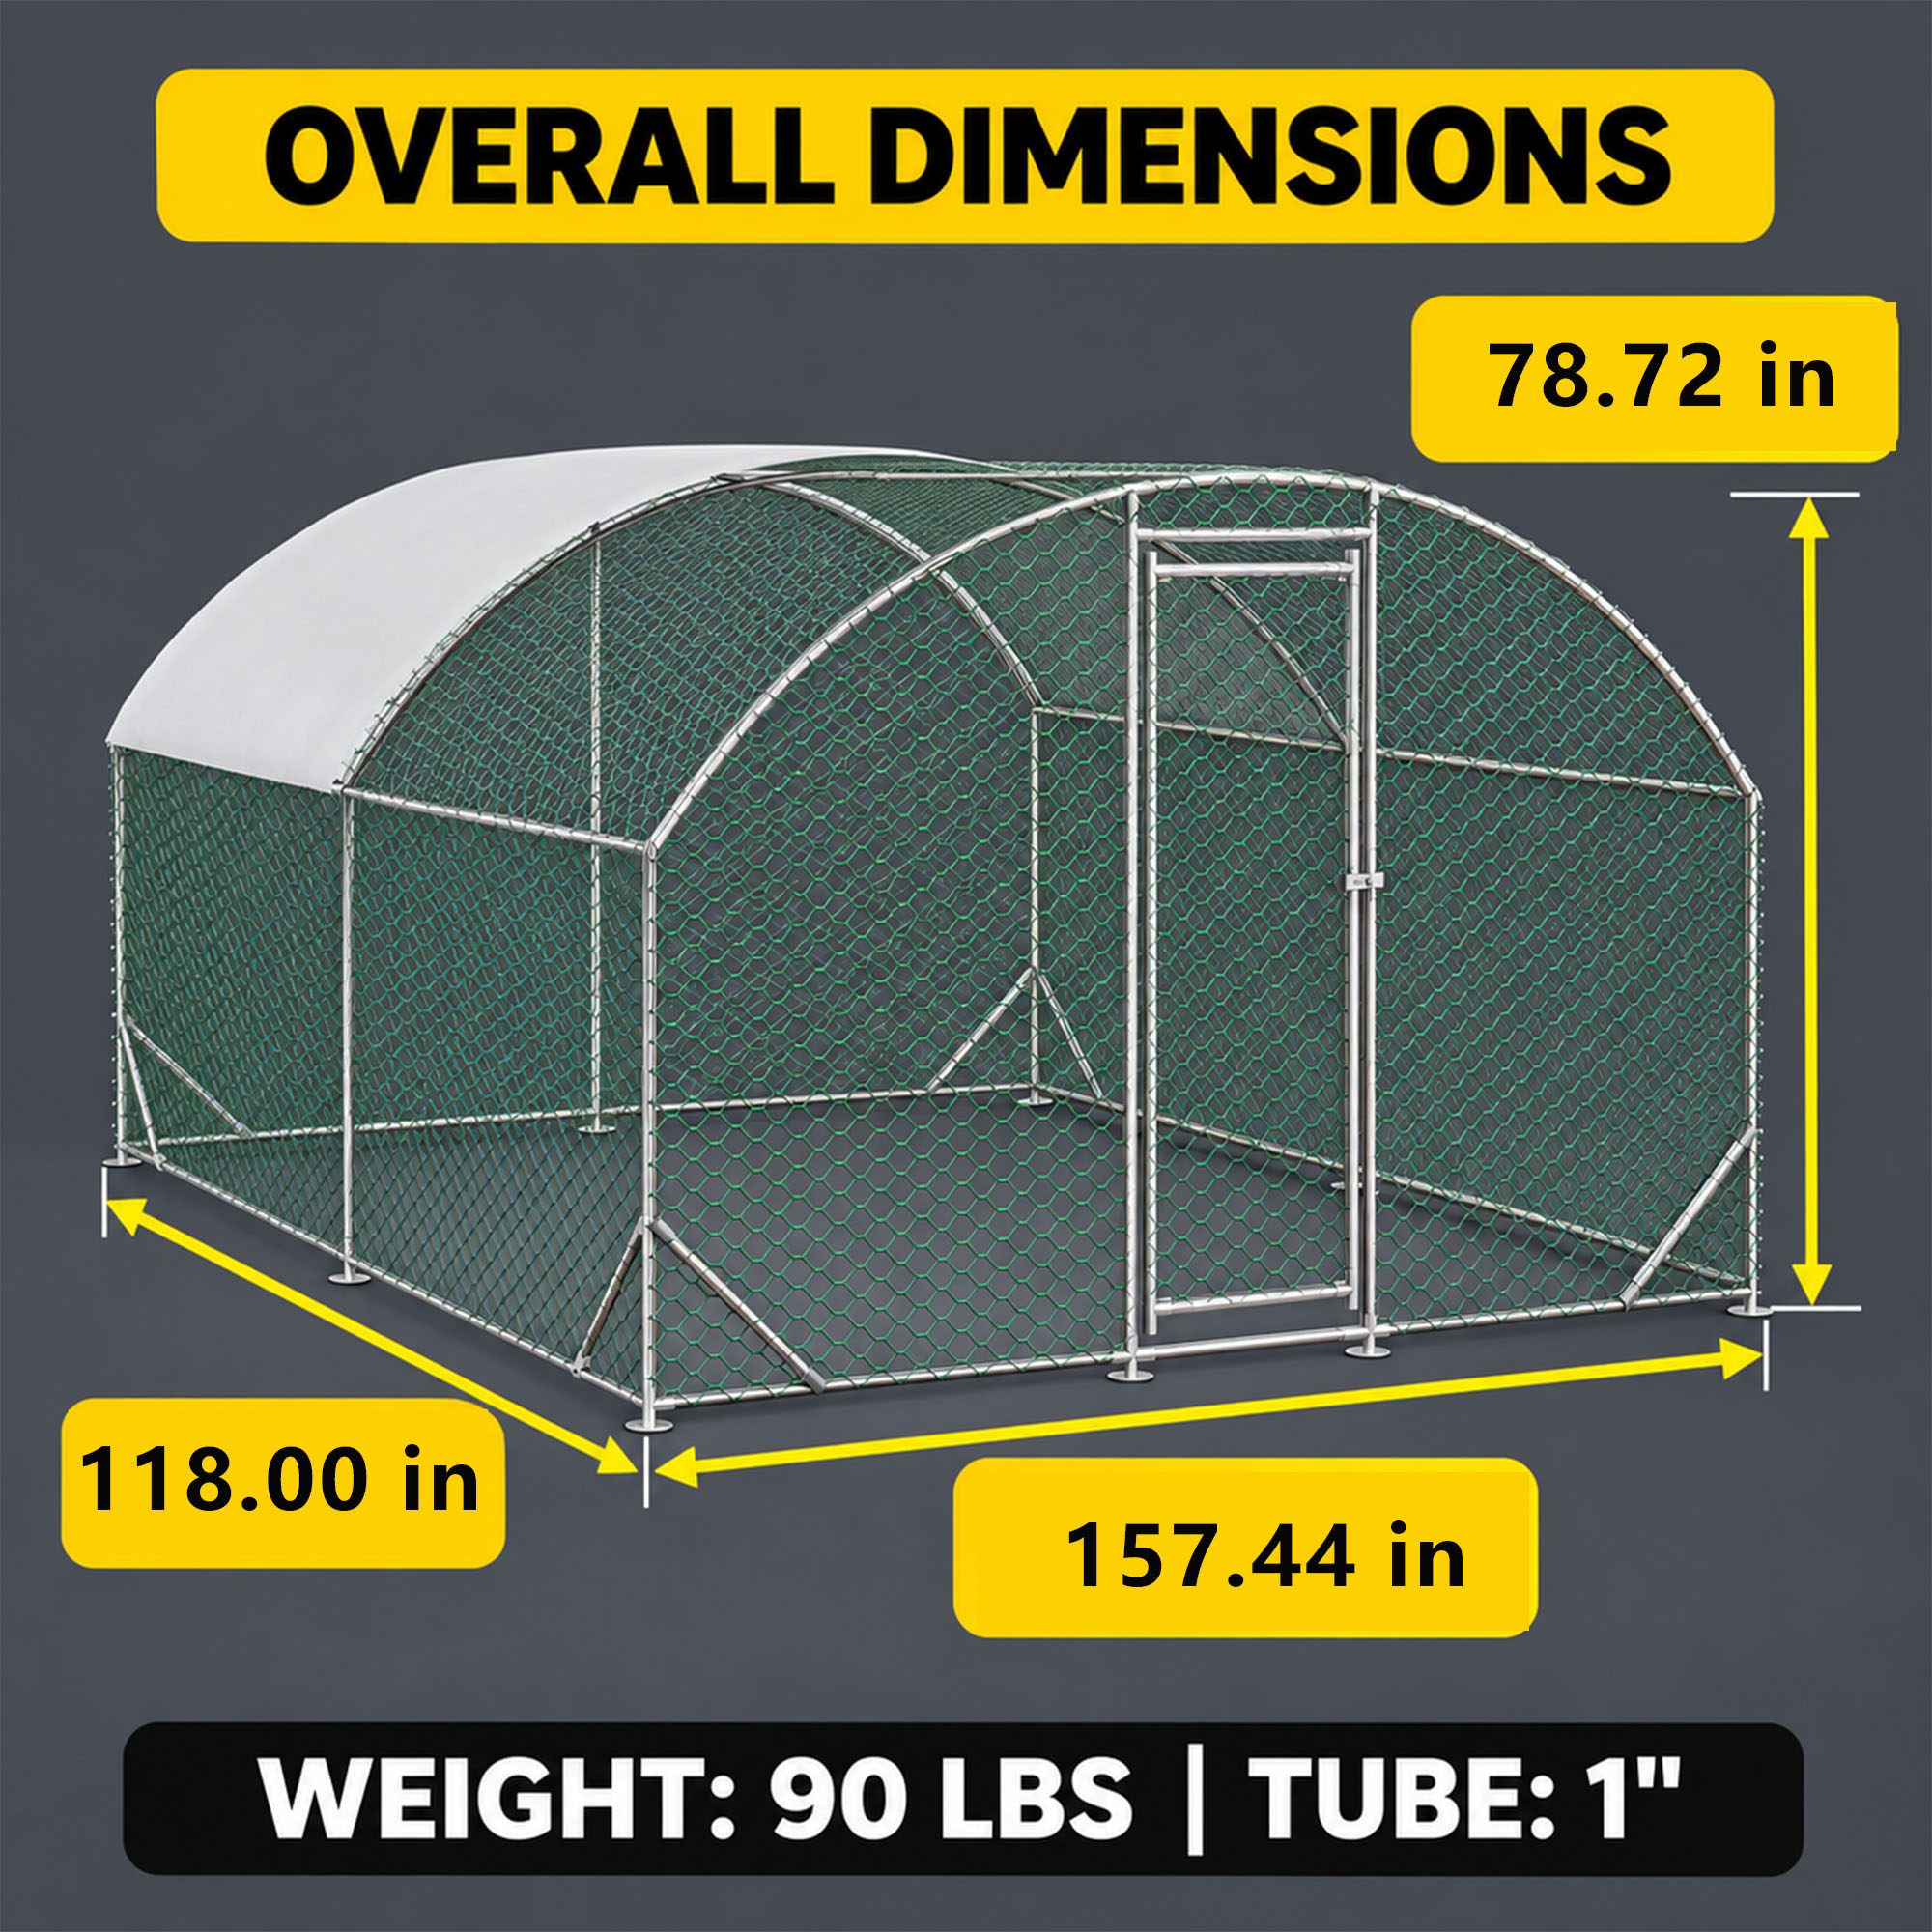 OVERALL DIMENSIONS
78.72 in
118.00 in
157.44 in
WEIGHT: 90 LBS | TUBE: 1"